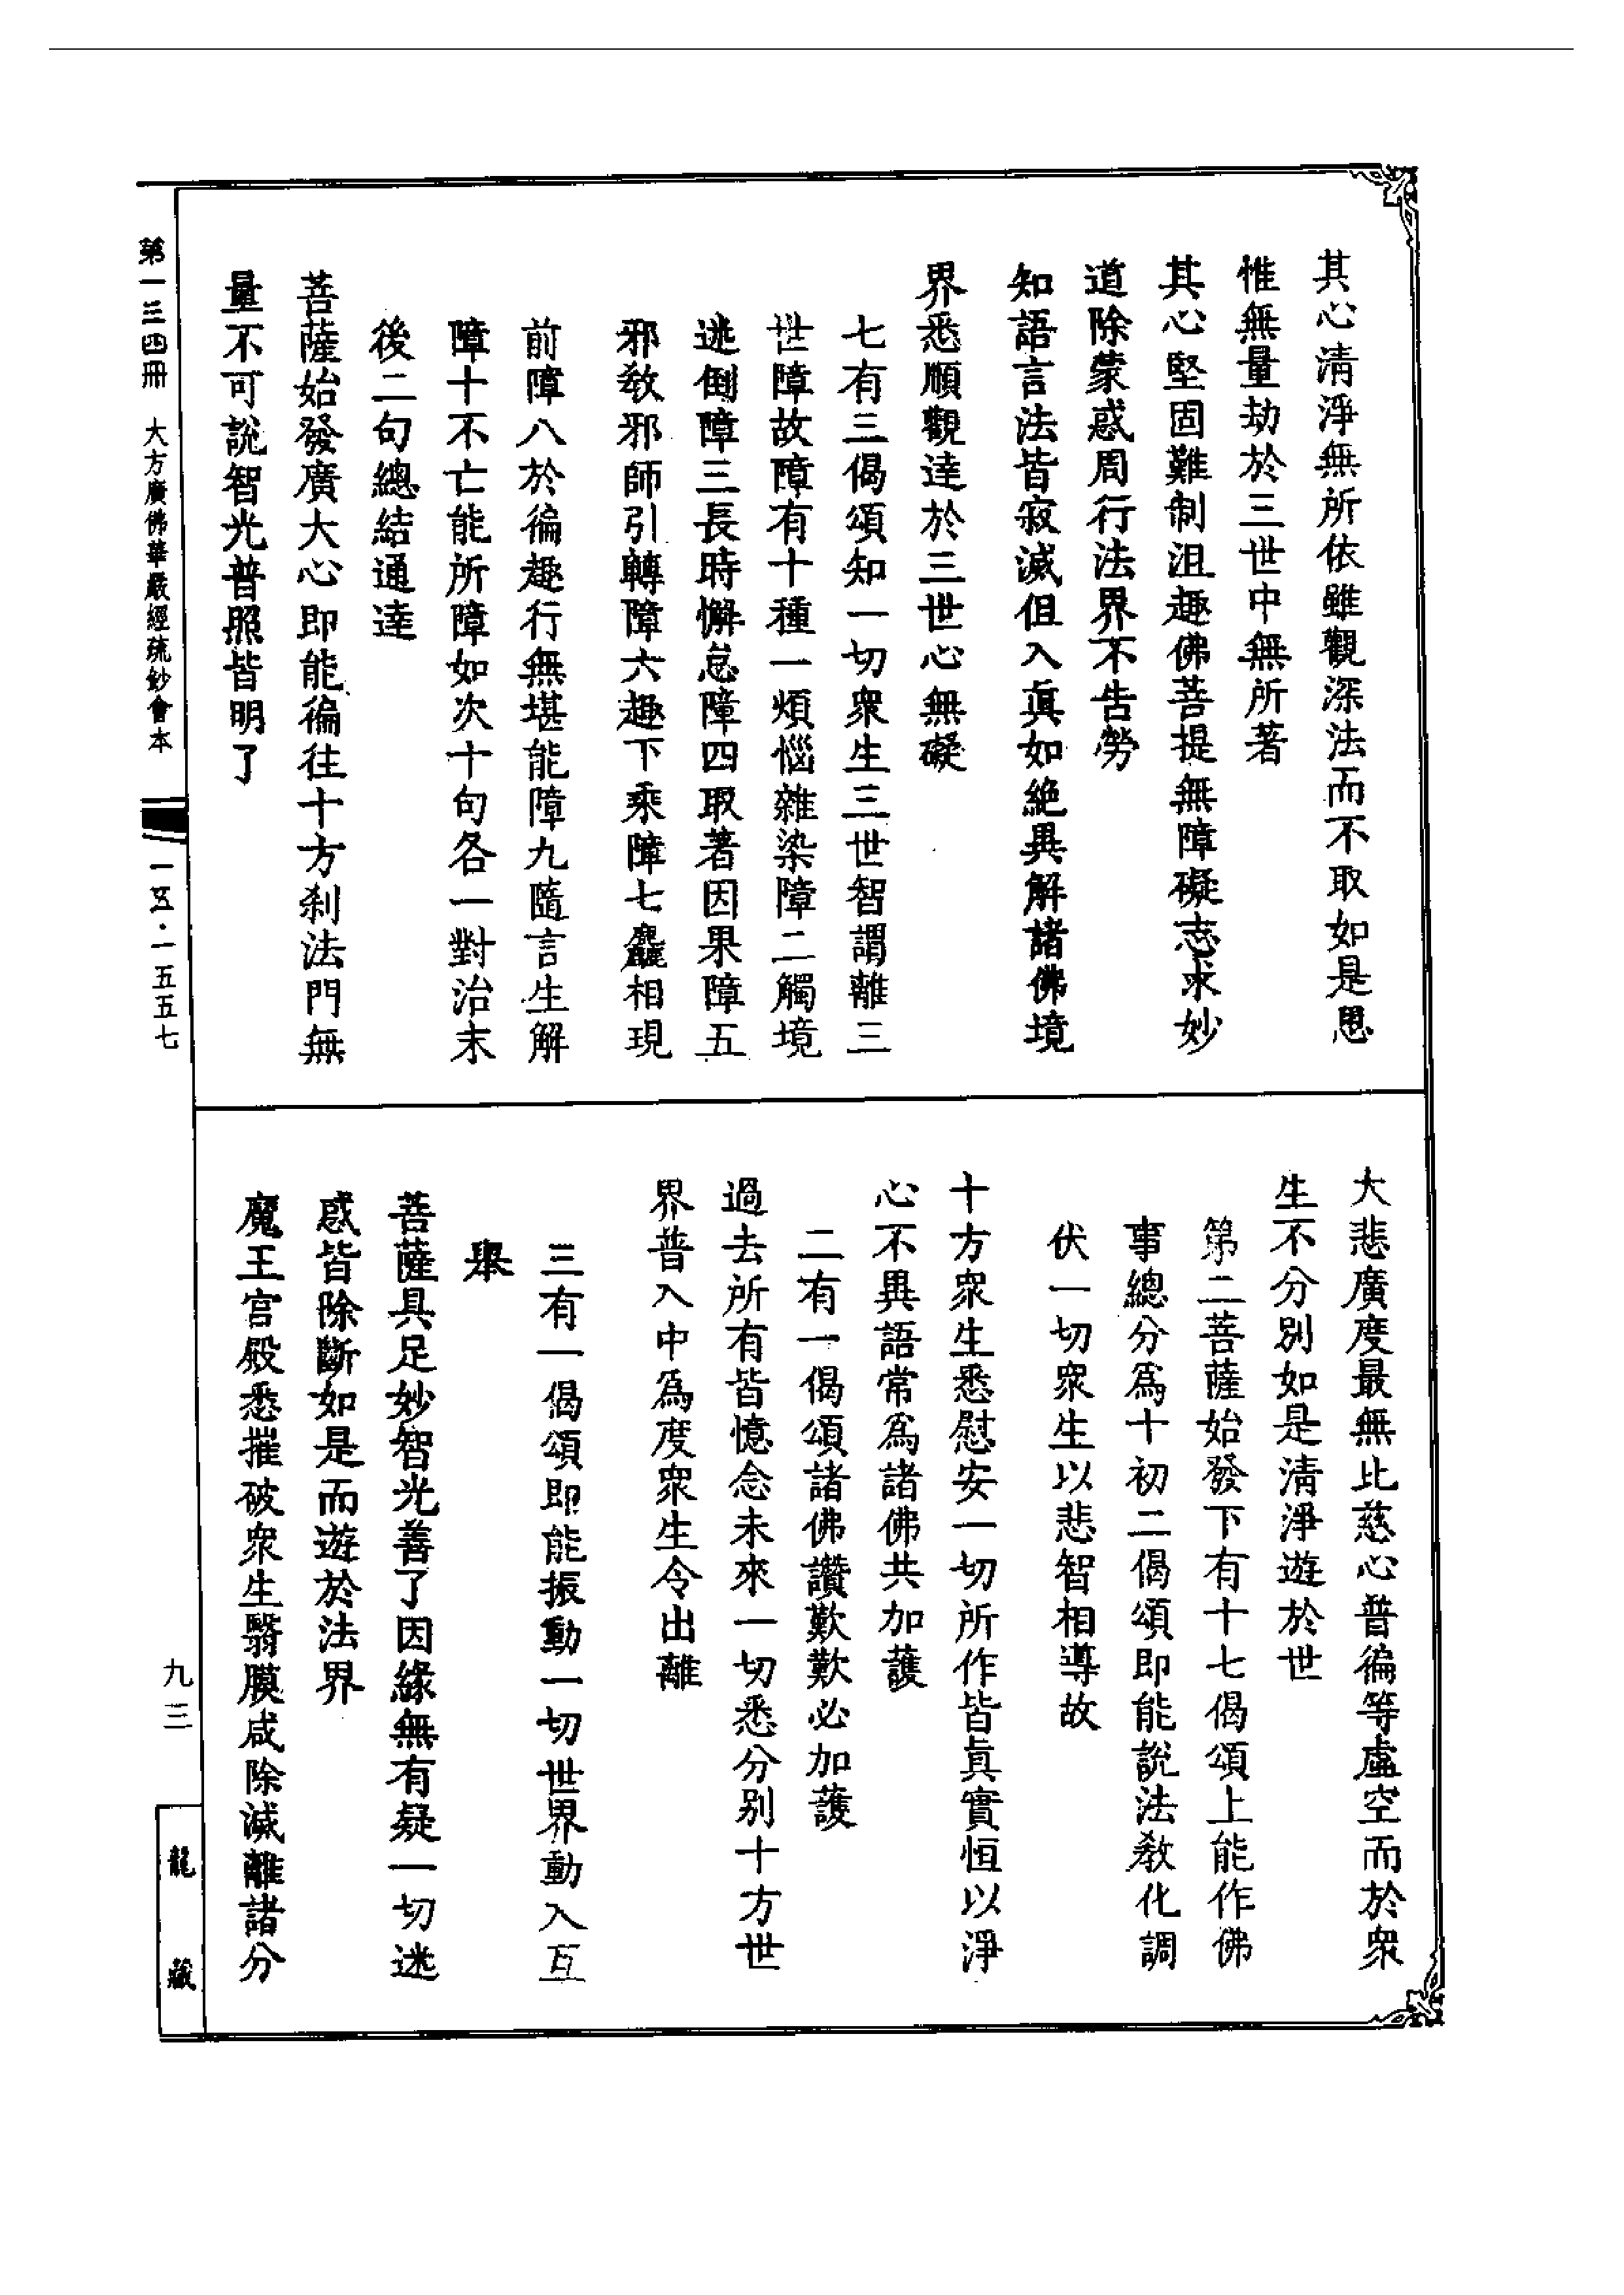 其心清淨無所依雖觀深法而不取如是思
惟無量劫於三世中無所著
其心堅固難制沮趣佛菩提無障礙志求妙
道除蒙惑周行法界不告勞
知語言法皆寂滅但入眞如絶異解諸佛境
界悉順觀達於三世心無礙
七有三偈頌知一切衆生三世智謂離三
世障故障有十種一煩惱雜染障二觸境
迷倒障三長時懈怠障四取著因果障五
邪教邪師引轉障六趣下乘障七麤相現
前障八於徧趣行無堪能障九隨言生解
障十不亡能所障如次十句各一對治末
後二句總結通達
菩薩始發廣大心即能徧往十方刹法門無
量不可說智光普照皆明了
大悲廣度最無比慈心普徧等虛空而於衆
生不分別如是清淨遊於世
第二菩薩始發下有十七偈頌上能作佛
事總分爲十初二偈頌即能說法教化調
伏一切衆生以悲智相導故
十方衆生悉慰安一切所作皆眞實恒以淨
心不異語常爲諸佛共加護
二有一偈頌諸佛讚歎歎必加護
過去所有皆憶念未來一切悉分別十方世
界普入中爲度衆生令出離
三有一偈頌即能振動一切世界動入互
舉
菩薩具足妙智光善了因緣無有疑一切迷
惑皆除斷如是而遊於法界
魔王宮殿悉摧破衆生翳膜咸除滅離諸分
第一三四冊 大方廣佛華嚴經疏鈔會本
一五·一五五七
九三
龍藏